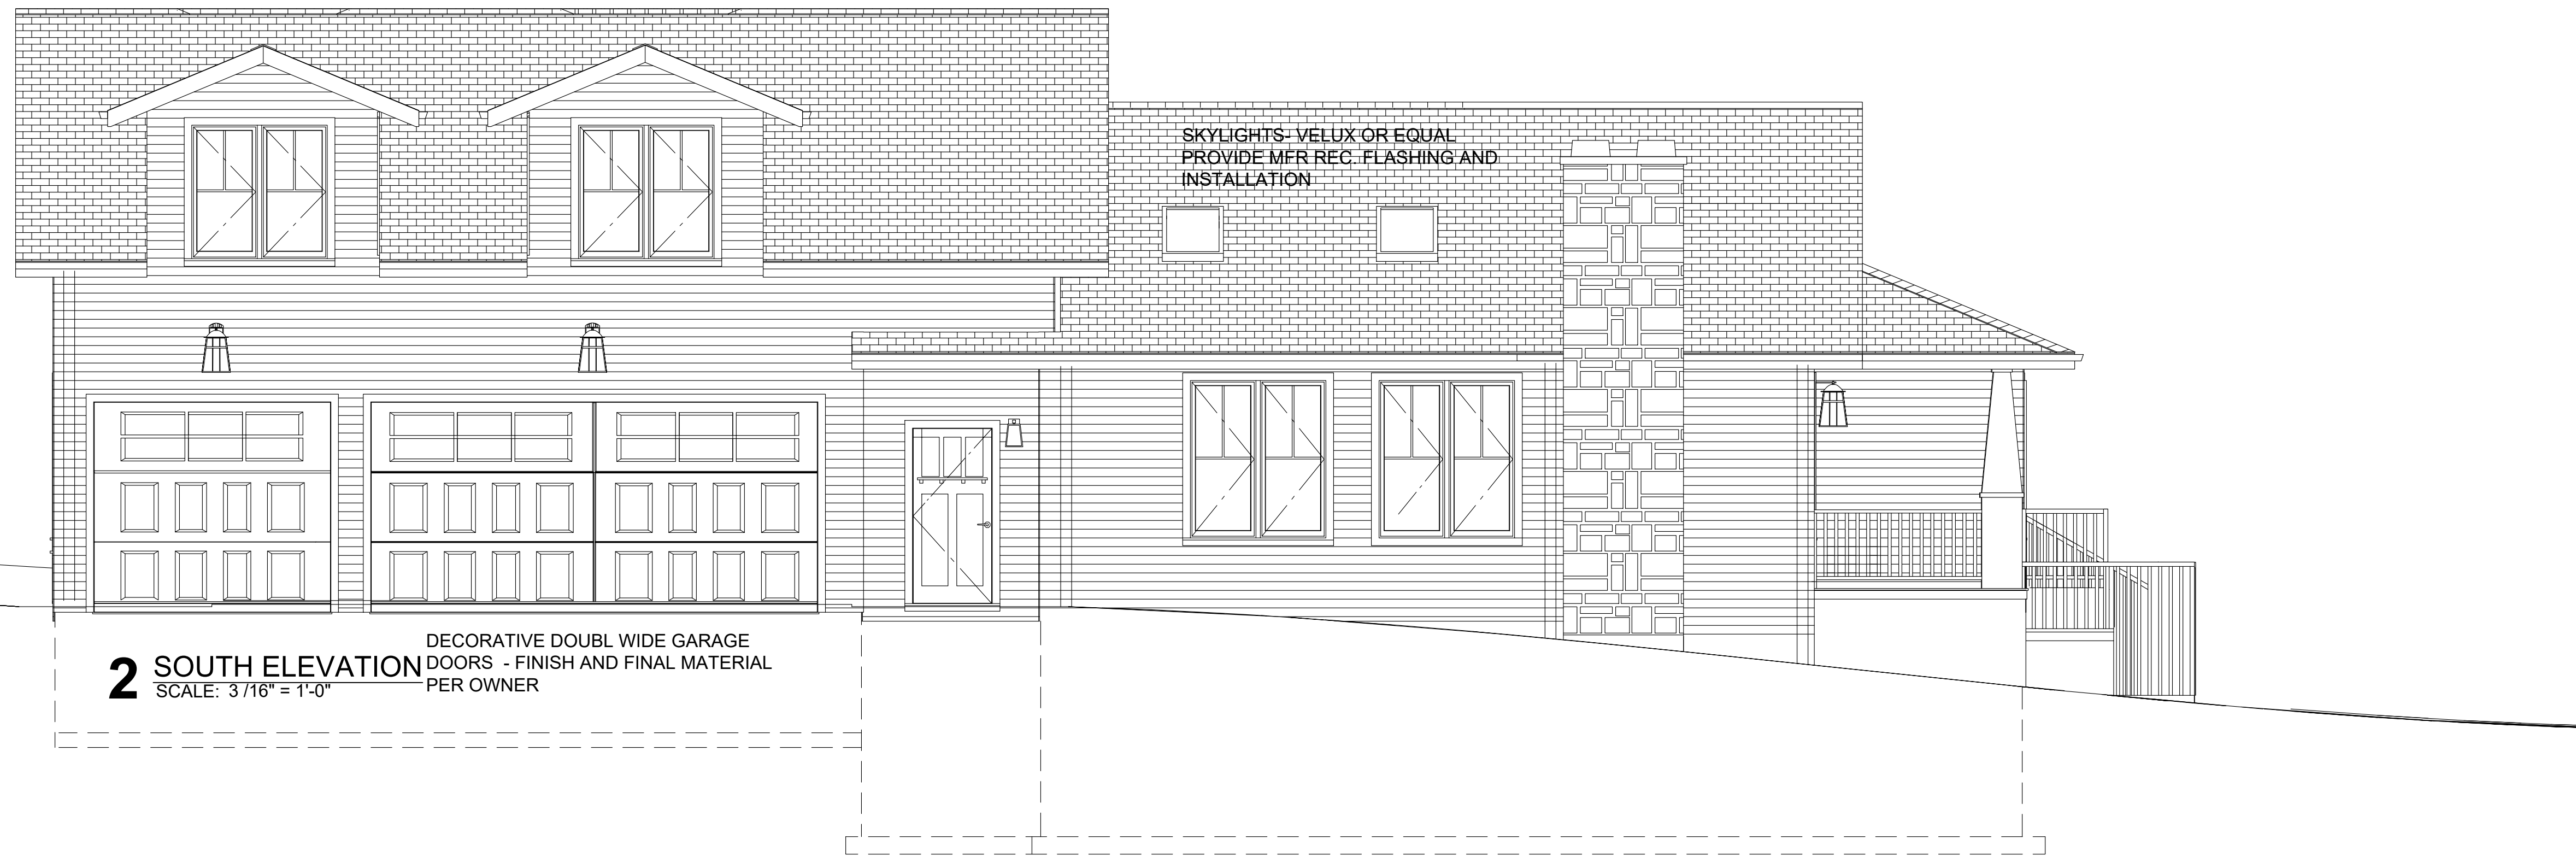 SKYLIGHTS- VELUX OR EQUAL
PROVIDE MFR REC. FLASHING AND
INSTALLATION
2 SOUTH ELEVATION
SCALE: 3 /16" = 1'-0"
DECORATIVE DOUBL WIDE GARAGE
DOORS - FINISH AND FINAL MATERIAL
PER OWNER